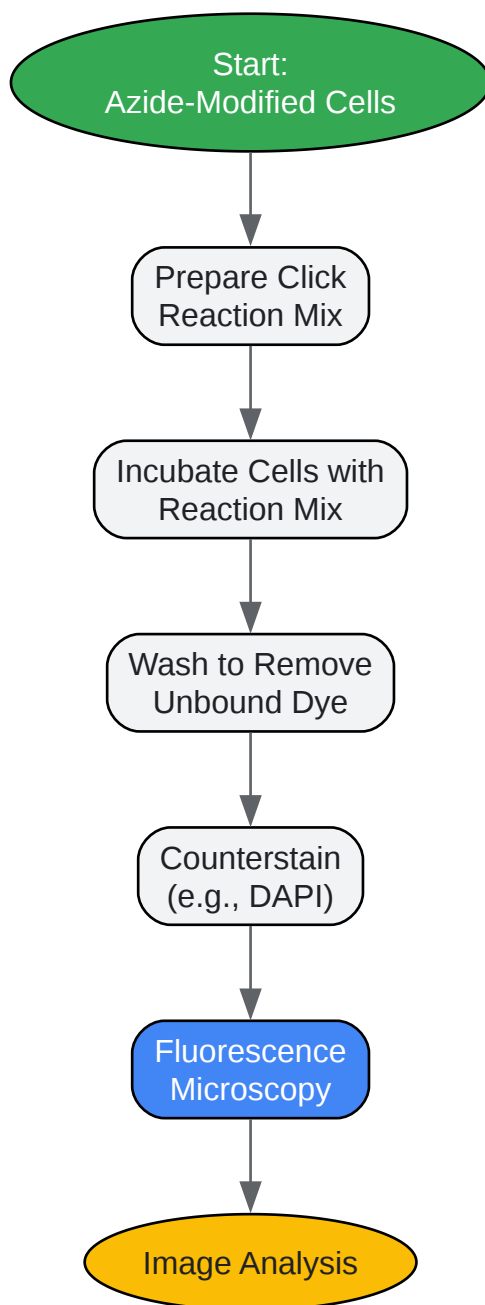 Start:
Azide-Modified Cells
Prepare Click
Reaction Mix
Incubate Cells with
Reaction Mix
Wash to Remove
Unbound Dye
Counterstain
(e.g., DAPI)
Fluorescence
Microscopy
Image Analysis